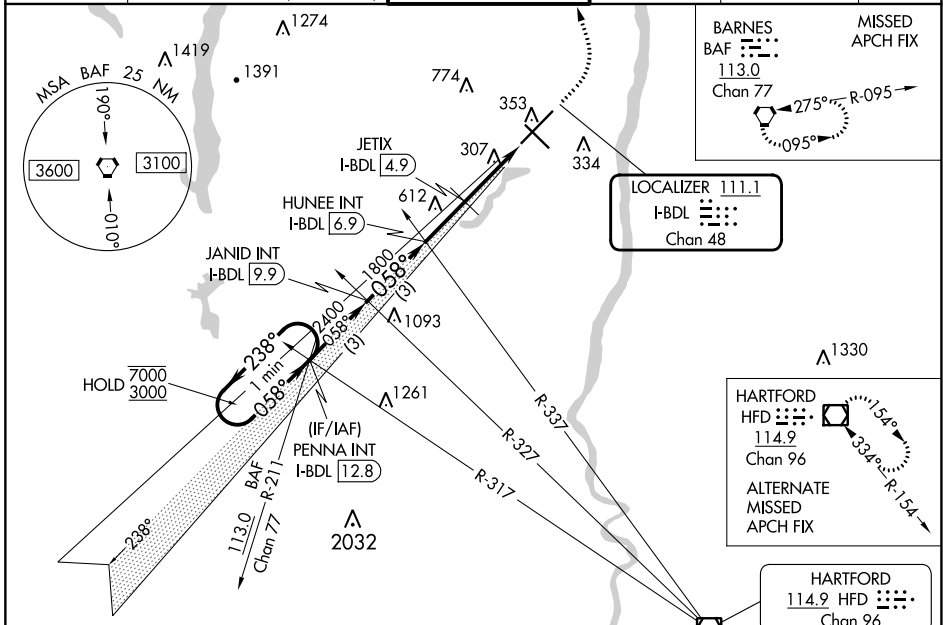 1274
1419
1391
MSA BAF 25 NM
190°
3600
3100
010°
774
353
307
334
612
JETIX
I-BDL 4.9
HUNEE INT
I-BDL 6.9
JANID INT
I-BDL 9.9
1800
058°
(3)
2400
058°
(3)
1093
238°
1 min
058°
HOLD 7000
3000
1261
(IF/IAF)
PENNA INT
I-BDL 12.8
BAF
R-211
113.0
Chan 77
238°
2032
R-337
R-327
R-317
BARNES
BAF
113.0
Chan 77
MISSED
APCH FIX
275°
R-095
095°
LOCALIZER 111.1
I-BDL
Chan 48
1330
HARTFORD
HFD
114.9
Chan 96
154°
334°
R-154
ALTERNATE
MISSED
APCH FIX
HARTFORD
114.9 HFD
Chan 96